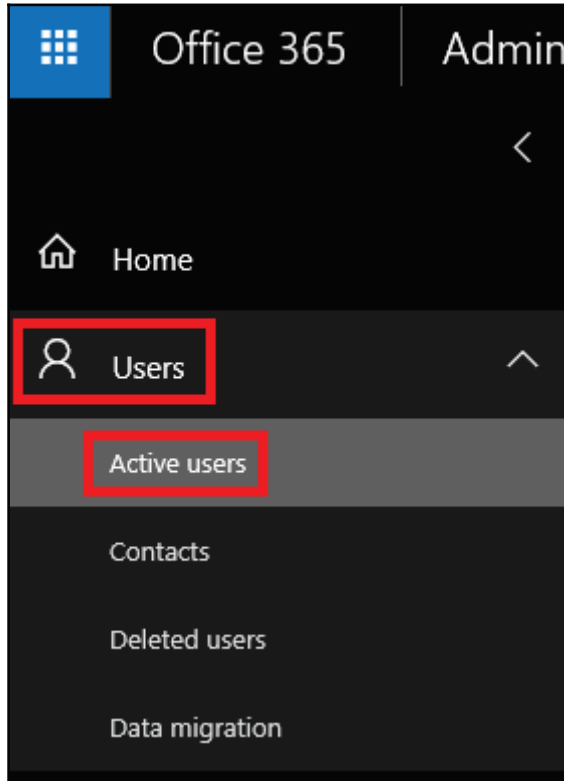 Office 365 Admin
Home
Users
Active users
Contacts
Deleted users
Data migration